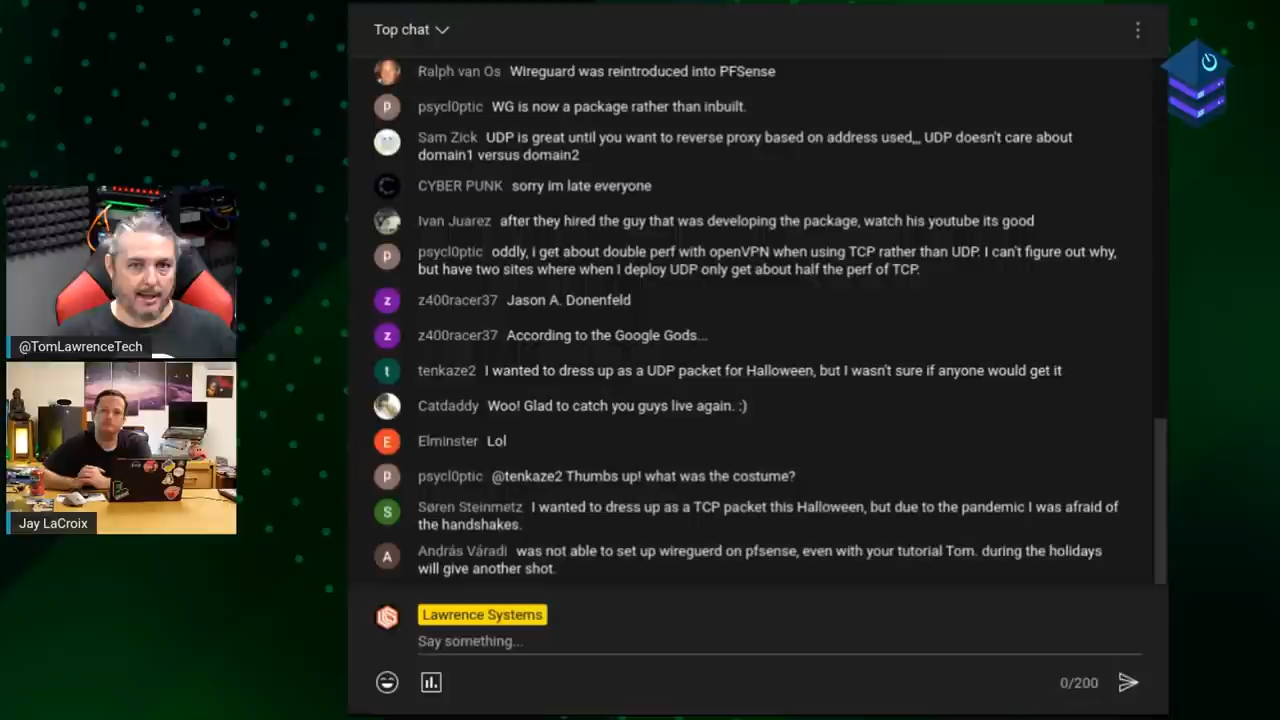 Top chat
Ralph van Os Wireguard was reintroduced into PFSense
P psycl0ptic WG is now a package rather than inbuilt.
Sam Zick UDP is great until you want to reverse proxy based on address used,,, UDP doesn't care about
domain1 versus domain2
CYBER PUNK sorry im late everyone
Ivan Juarez after they hired the guy that was developing the package, watch his youtube its good
P psycl0ptic oddly, i get about double perf with openVPN when using TCP rather than UDP. I can't figure out why,
but have two sites where when I deploy UDP only get about half the perf of TCP.
z z400racer37 Jason A. Donenfeld
z z400racer37 According to the Google Gods...
t tenkaze2 I wanted to dress up as a UDP packet for Halloween, but I wasn't sure if anyone would get it
Catdaddy Woo! Glad to catch you guys live again. :)
E Elminster Lol
P psycl0ptic @tenkaze2 Thumbs up! what was the costume?
S Søren Steinmetz I wanted to dress up as a TCP packet this Halloween, but due to the pandemic I was afraid of
the handshakes.
A András Váradi was not able to set up wireguerd on pfsense, even with your tutorial Tom. during the holidays
will give another shot.
Lawrence Systems
Say something...
0/200
@TomLawrenceTech
Jay LaCroix